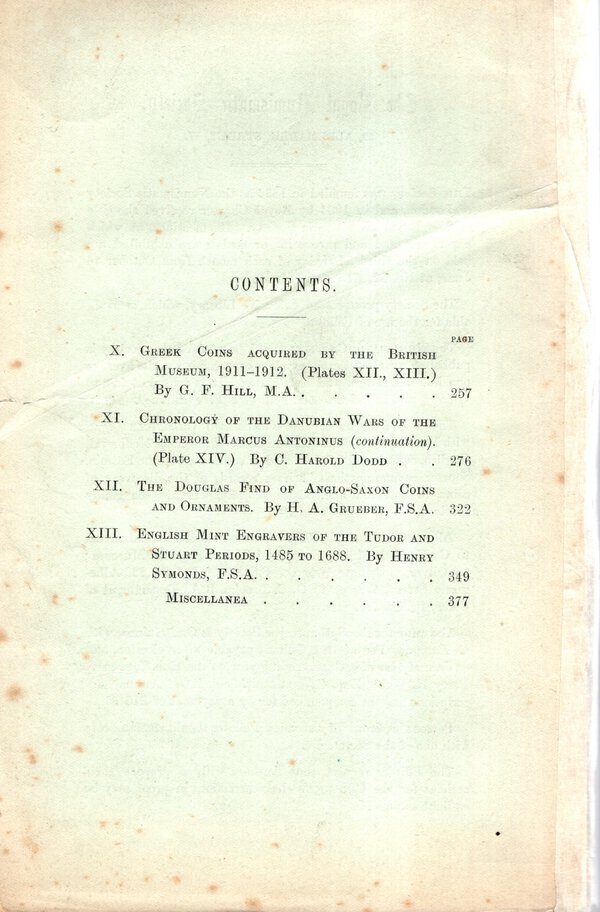 CONTENTS.
PAGE
X. GREEK COINS ACQUIRED BY THE BRITISH
MUSEUM, 1911–1912. (Plates XII., XIII.)
By G. F. HILL, M.A. . . . . . 257
XI. CHRONOLOGY OF THE DANUBIAN WARS OF THE
EMPEROR MARCUS ANTONINUS (continuation).
(Plate XIV.) By C. HAROLD DODD . . 276
XII. THE DOUGLAS FIND OF ANGLO-SAXON COINS
AND ORNAMENTS. By H. A. GRUEBER, F.S.A. 322
XIII. ENGLISH MINT ENGRAVERS OF THE TUDOR AND
STUART PERIODS, 1485 TO 1688. By HENRY
SYMONDS, F.S.A. . . . . . . 349
MISCELLANEA . . . . . . 377